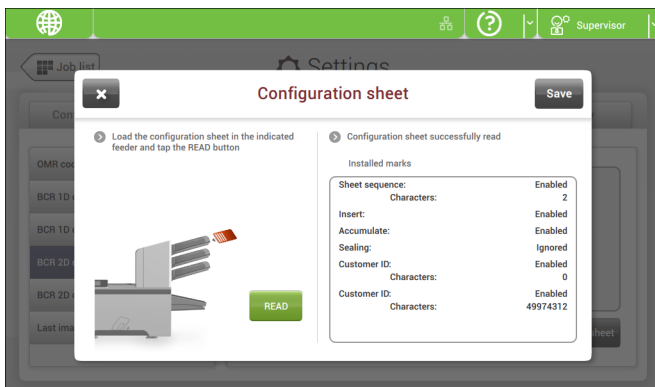 Supervisor
Job list
Settings
Configuration sheet
Save
Load the configuration sheet in the indicated
feeder and tap the READ button
Configuration sheet successfully read
Installed marks
Sheet sequence: Enabled
Characters: 2
Insert: Enabled
Accumulate: Enabled
Sealing: Ignored
Customer ID: Enabled
Characters: 0
Customer ID: Enabled
Characters: 49974312
READ
OMR
BCR 1D
BCR 1D
BCR 2D
BCR 2D
Last